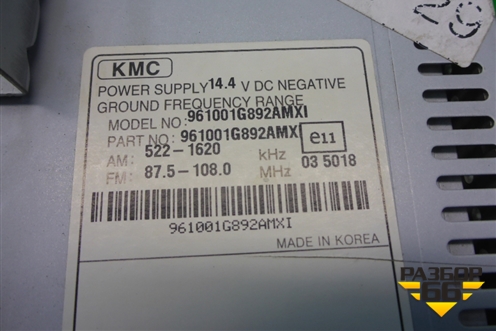 29
KMC
POWER SUPPLY 14.4 V DC NEGATIVE
GROUND FREQUENCY RANGE
MODEL NO: 961001G892AMXI
PART NO: 961001G892AMXI
AM: 522-1620 kHz
FM: 87.5-108.0 MHz
e11
03 5018
961001G892AMXI
MADE IN KOREA
РАЗБОР
66